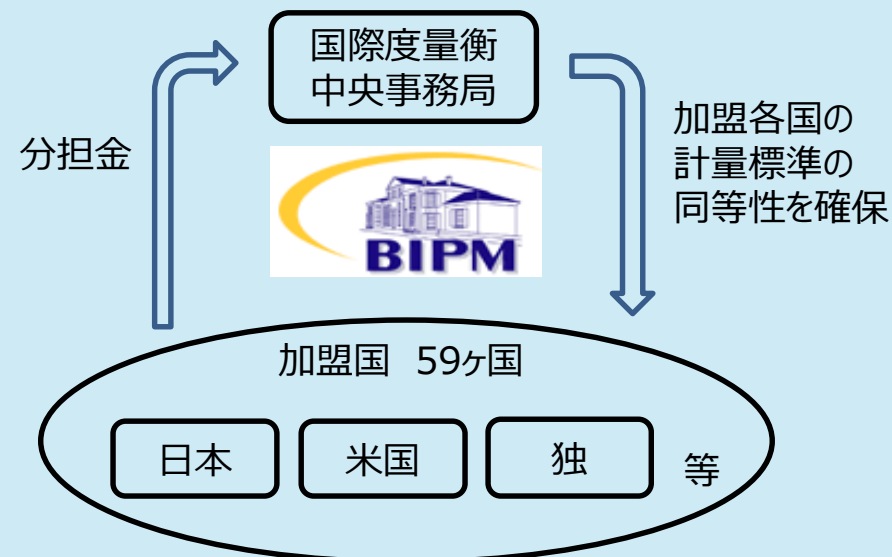 国際度量衡
中央事務局
分担金
加盟各国の
計量標準の
同等性を確保
BIPM
加盟国 59ヶ国
日本
米国
独
等